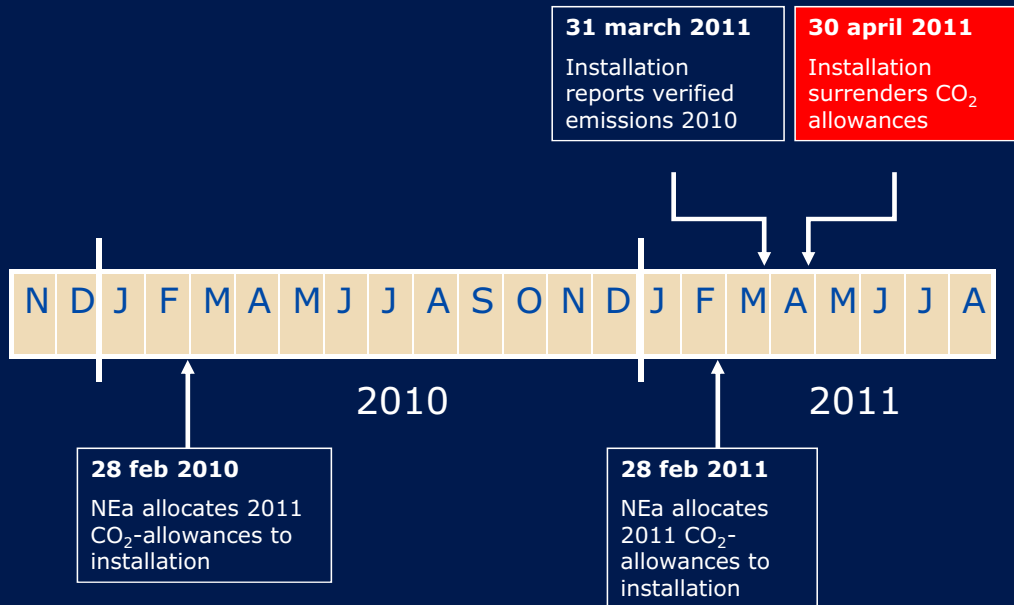 31 march 2011
Installation
reports verified
emissions 2010
30 april 2011
Installation
surrenders CO₂
allowances
N D J F M A M J J A S O N D J F M A M J J A
2010
2011
28 feb 2010
NEa allocates 2011
CO₂-allowances to
installation
28 feb 2011
NEa allocates
2011 CO₂-
allowances to
installation